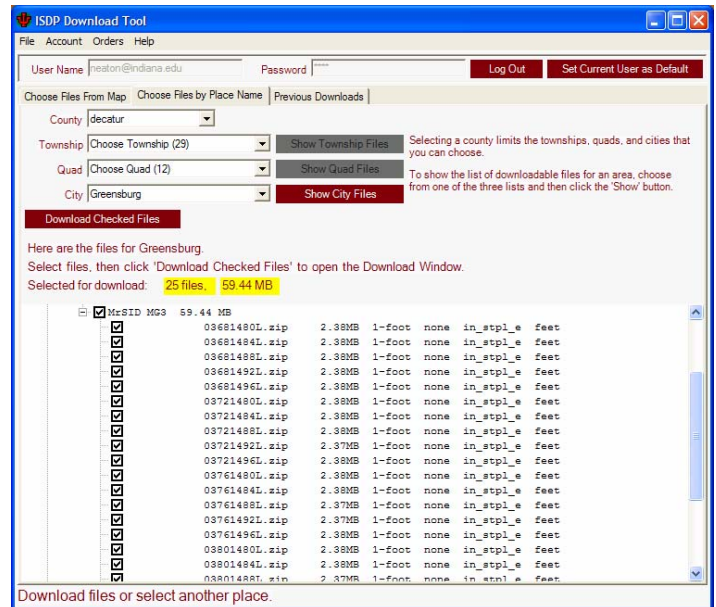 ISDP Download Tool
File Account Orders Help
User Name neaton@indiana.edu Password **** Log Out Set Current User as Default
Choose Files From Map Choose Files by Place Name Previous Downloads
County decatur
Township Choose Township (29) Show Township Files
Quad Choose Quad (12) Show Quad Files
City Greensburg Show City Files
Selecting a county limits the townships, quads, and cities that
you can choose.
To show the list of downloadable files for an area, choose
from one of the three lists and then click the 'Show' button.
Download Checked Files
Here are the files for Greensburg.
Select files, then click 'Download Checked Files' to open the Download Window.
Selected for download: 25 files, 59.44 MB
MrSID MG3 59.44 MB
03681480L.zip 2.38MB 1-foot none in_stpl_e feet
03681484L.zip 2.38MB 1-foot none in_stpl_e feet
03681488L.zip 2.38MB 1-foot none in_stpl_e feet
03681492L.zip 2.38MB 1-foot none in_stpl_e feet
03681496L.zip 2.38MB 1-foot none in_stpl_e feet
03721480L.zip 2.38MB 1-foot none in_stpl_e feet
03721484L.zip 2.38MB 1-foot none in_stpl_e feet
03721488L.zip 2.38MB 1-foot none in_stpl_e feet
03721492L.zip 2.37MB 1-foot none in_stpl_e feet
03721496L.zip 2.38MB 1-foot none in_stpl_e feet
03761480L.zip 2.38MB 1-foot none in_stpl_e feet
03761484L.zip 2.38MB 1-foot none in_stpl_e feet
03761488L.zip 2.37MB 1-foot none in_stpl_e feet
03761492L.zip 2.37MB 1-foot none in_stpl_e feet
03761496L.zip 2.38MB 1-foot none in_stpl_e feet
03801480L.zip 2.38MB 1-foot none in_stpl_e feet
03801488L.zip 2.37MB 1-foot none in_stpl_e feet
Download files or select another place.